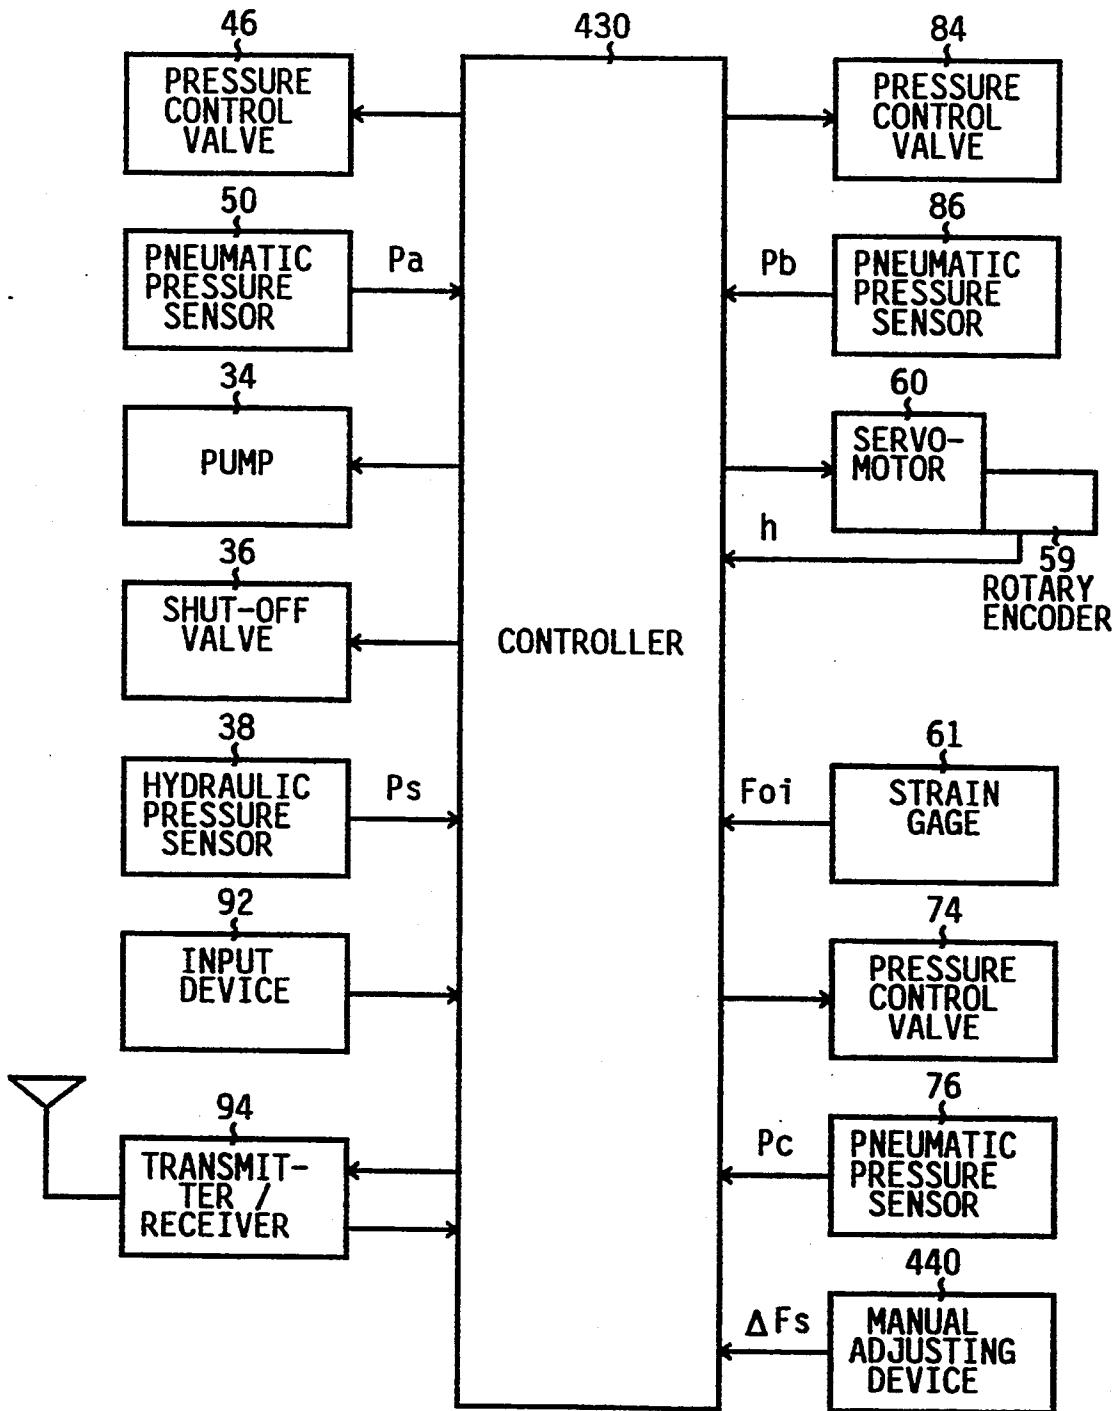 46
PRESSURE
CONTROL
VALVE
50
PNEUMATIC
PRESSURE
SENSOR
Pa
34
PUMP
36
SHUT-OFF
VALVE
38
HYDRAULIC
PRESSURE
SENSOR
Ps
92
INPUT
DEVICE
94
TRANSMIT-
TER /
RECEIVER
430
CONTROLLER
84
PRESSURE
CONTROL
VALVE
86
Pb
PNEUMATIC
PRESSURE
SENSOR
60
SERVO-
MOTOR
h
59
ROTARY
ENCODER
61
Foi
STRAIN
GAGE
74
PRESSURE
CONTROL
VALVE
76
Pc
PNEUMATIC
PRESSURE
SENSOR
440
ΔFs
MANUAL
ADJUSTING
DEVICE